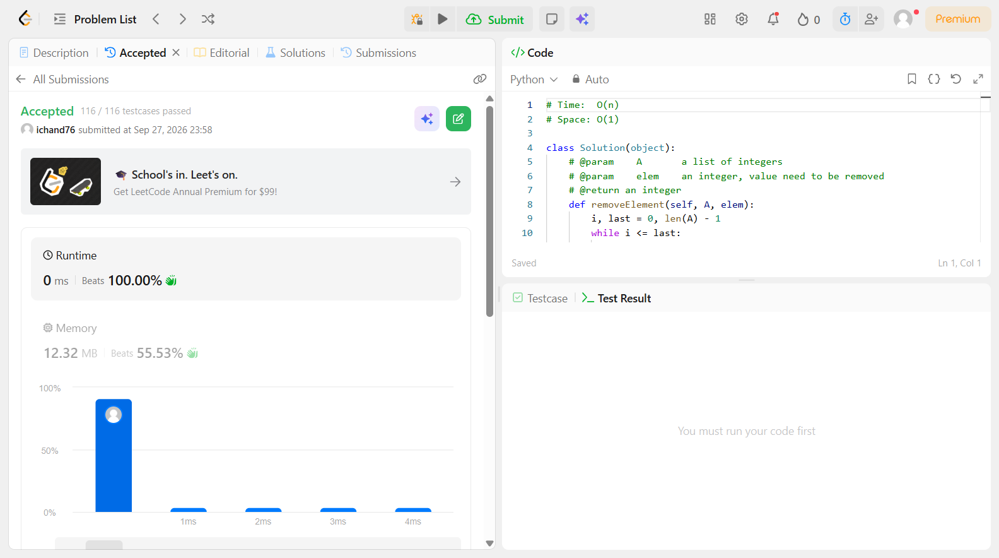 Problem List
Submit
0
Premium
Description
Accepted
Editorial
Solutions
Submissions
All Submissions
Accepted 116 / 116 testcases passed
ichand76 submitted at Sep 27, 2026 23:58
🎓 School's in. Leet's on.
Get LeetCode Annual Premium for $99!
Runtime
0 ms Beats 100.00%
Memory
12.32 MB Beats 55.53%
100%
50%
0%
1ms 2ms 3ms 4ms
</> Code
Python Auto
1 # Time:  O(n)
2 # Space: O(1)
3
4 class Solution(object):
5     # @param    A       a list of integers
6     # @param    elem    an integer, value need to be removed
7     # @return an integer
8     def removeElement(self, A, elem):
9         i, last = 0, len(A) - 1
10         while i <= last:
Saved Ln 1, Col 1
Testcase
Test Result
You must run your code first